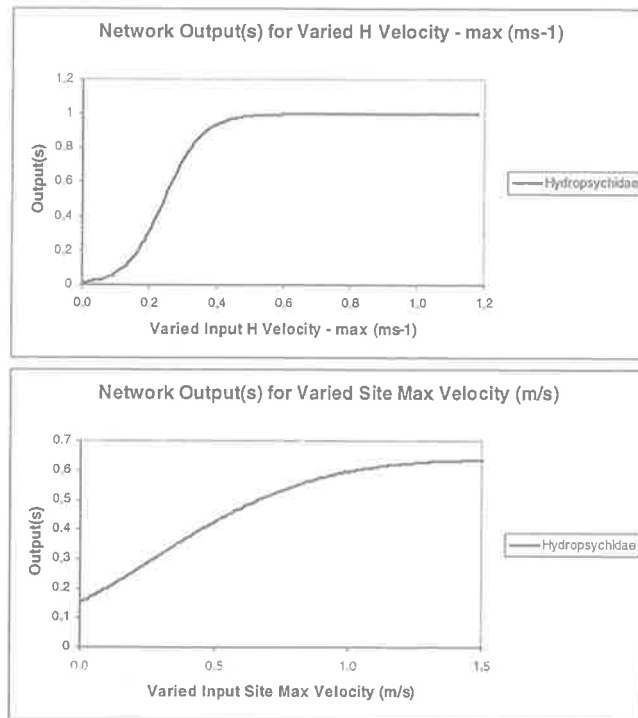 Network Output(s) for Varied H Velocity - max (ms-1)
1,2
1
0,8
0,6
0,4
0,2
0
Output(s)
0,0 0,2 0,4 0,6 0,8 1,0 1,2
Varied Input H Velocity - max (ms-1)
Hydropsychidae
Network Output(s) for Varied Site Max Velocity (m/s)
0,7
0,6
0,5
0,4
0,3
0,2
0,1
0
Output(s)
0,0 0,5 1,0 1,5
Varied Input Site Max Velocity (m/s)
Hydropsychidae